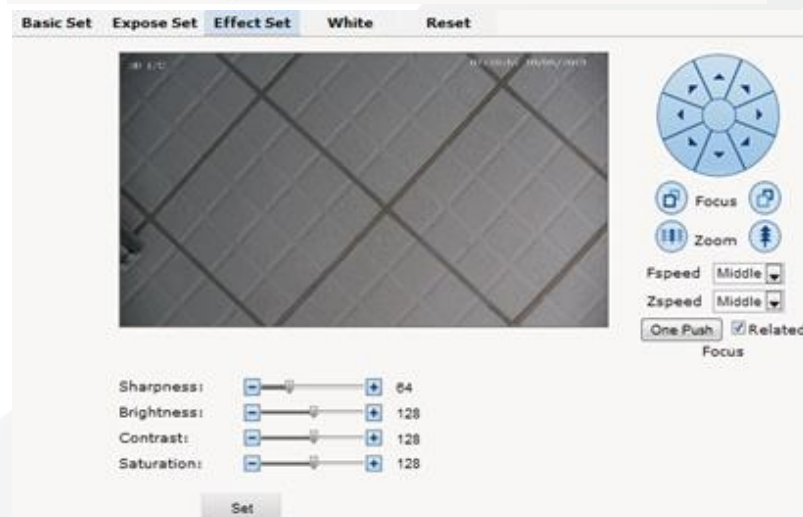 Basic Set Expose Set Effect Set White Reset
Focus
Zoom
Fspeed Middle
Zspeed Middle
One Push Related
Focus
Sharpness: 64
Brightness: 128
Contrast: 128
Saturation: 128
Set